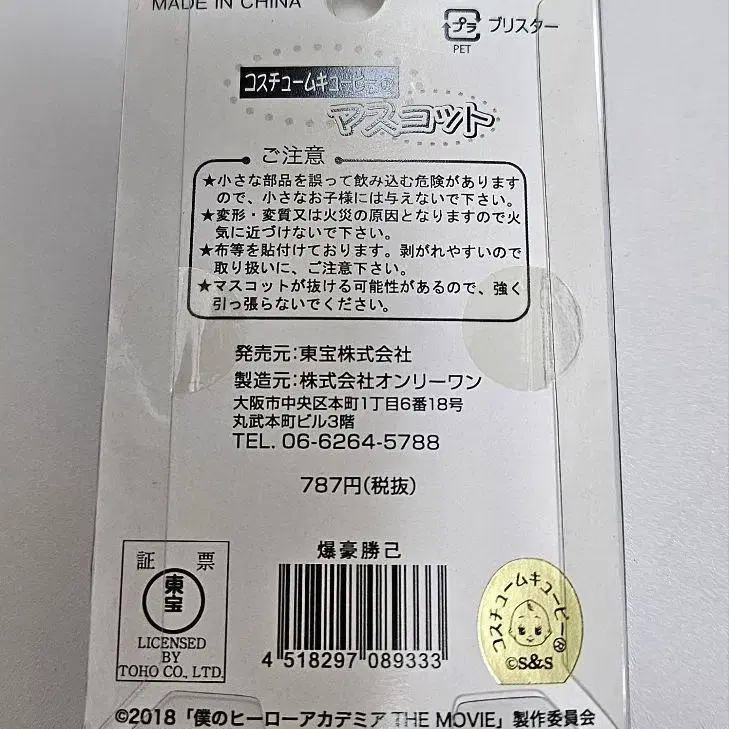 MADE IN CHINA
プラ ブリスター
PET
コスチュームキューピー®
マスコット
ご注意
★小さな部品を誤って飲み込む危険があります
ので、小さなお子様には与えないで下さい。
★変形・変質又は火災の原因となりますので火
気に近づけないで下さい。
★布等を貼付けております。剥がれやすいので
取り扱いに、ご注意下さい。
★マスコットが抜ける可能性があるので、強く
引っ張らないでください。
発売元:東宝株式会社
製造元:株式会社オンリーワン
大阪市中央区本町1丁目6番18号
丸武本町ビル3階
TEL. 06-6264-5788
787円(税抜)
証 票
東宝
LICENSED
BY
TOHO CO., LTD.
爆豪勝己
4 518297 089333
コスチュームキューピー®
©S&S
©2018「僕のヒーローアカデミア THE MOVIE」製作委員会